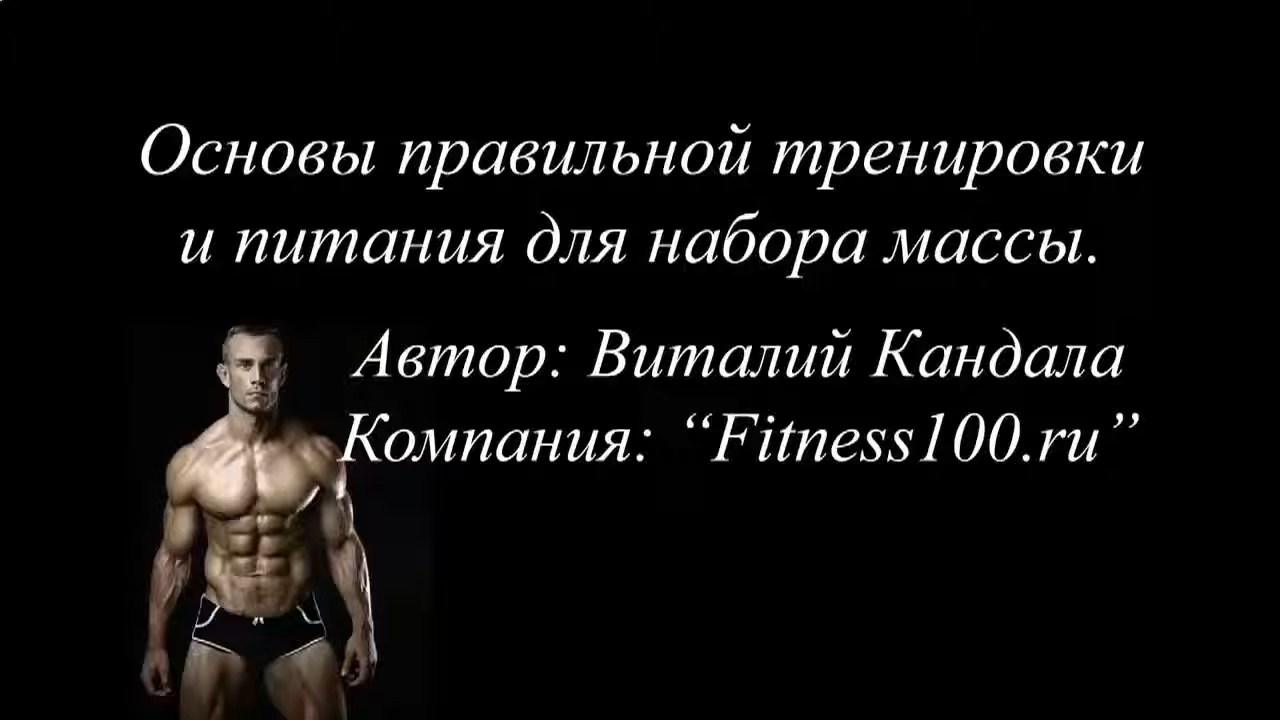 Основы правильной тренировки
и питания для набора массы.
Автор: Виталий Кандала
Компания: “Fitness100.ru”